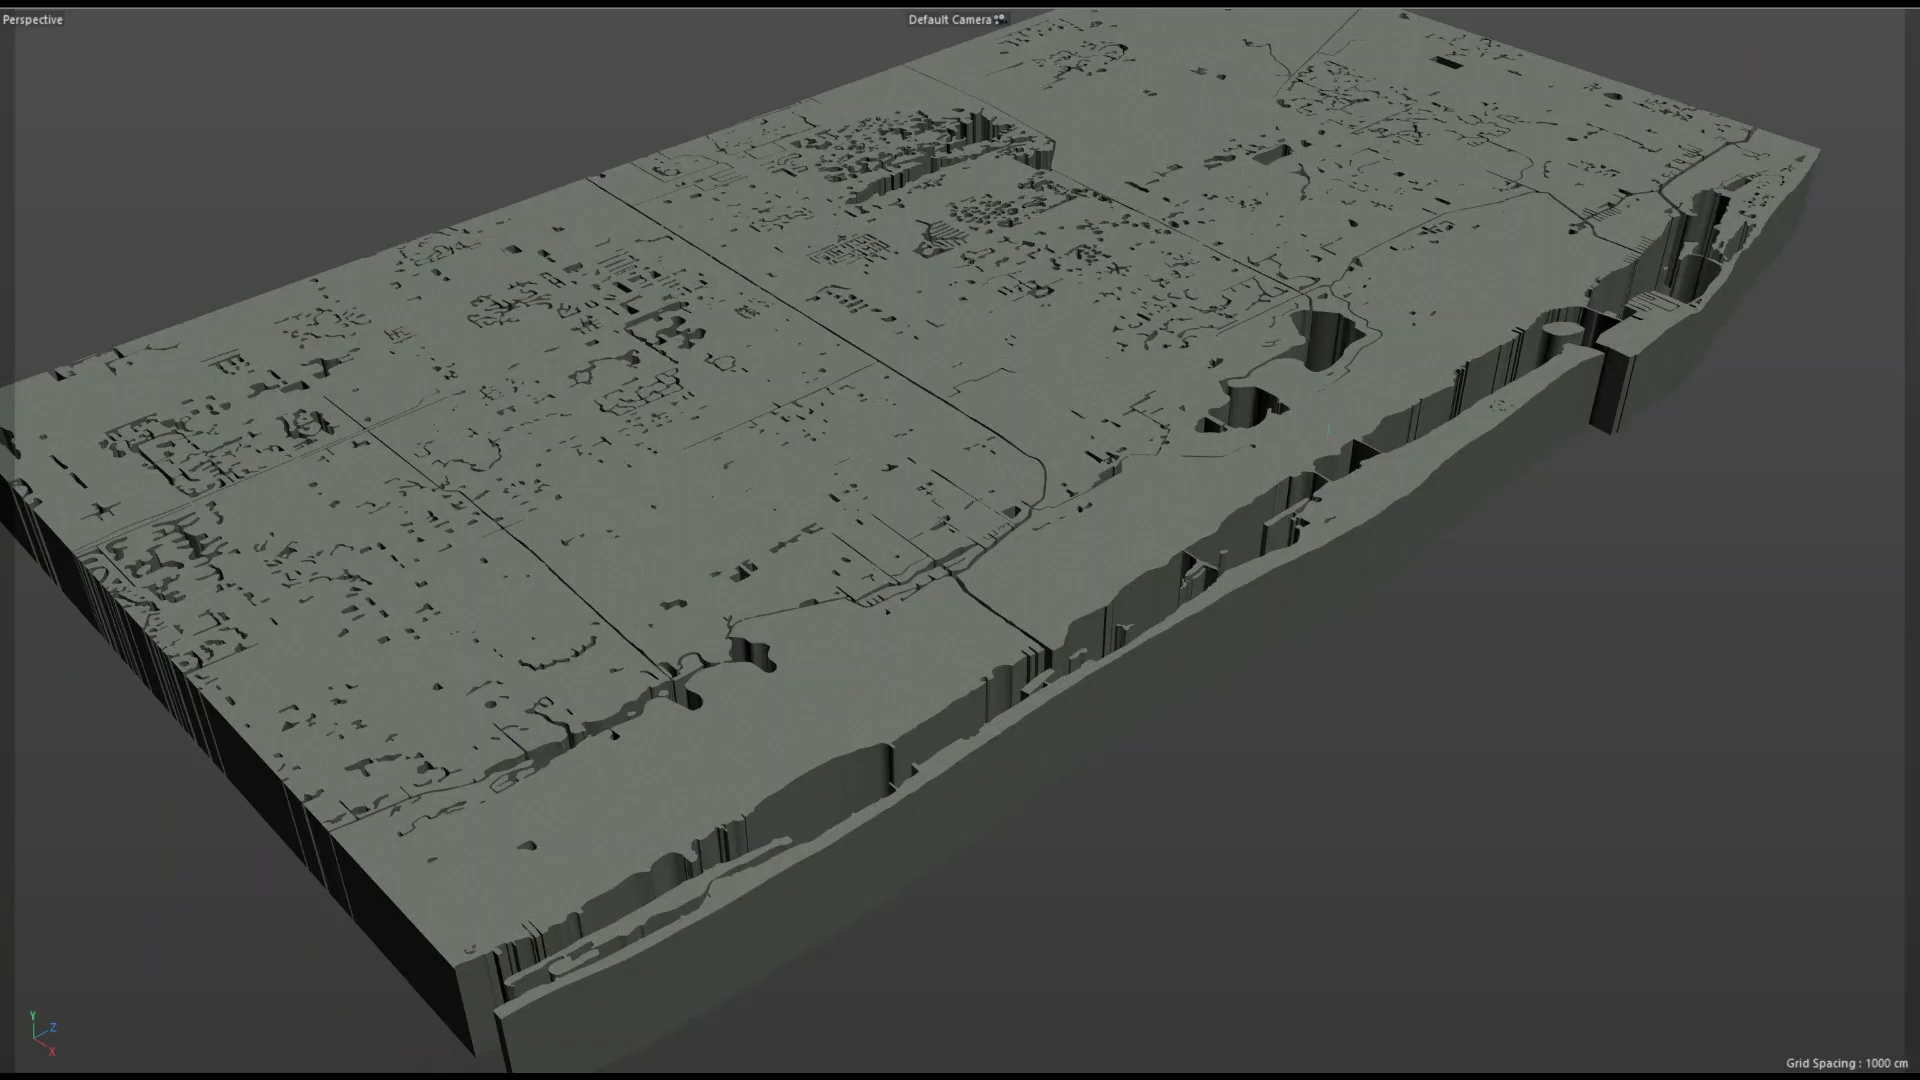 Perspective
Default Camera
Y
Z
X
Grid Spacing : 1000 cm